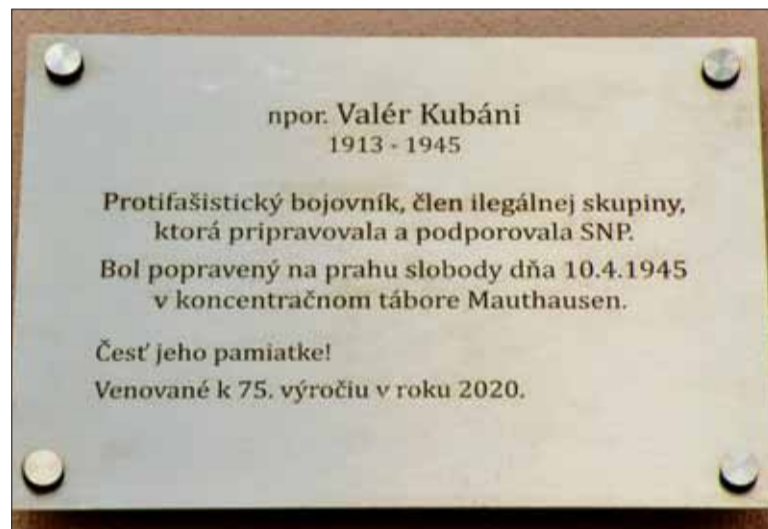 npor. Valér Kubáni
1913 - 1945
Protifašistický bojovník, člen ilegálnej skupiny,
ktorá pripravovala a podporovala SNP.
Bol popravený na prahu slobody dňa 10.4.1945
v koncentračnom tábore Mauthausen.
Česť jeho pamiatke!
Venované k 75. výročiu v roku 2020.